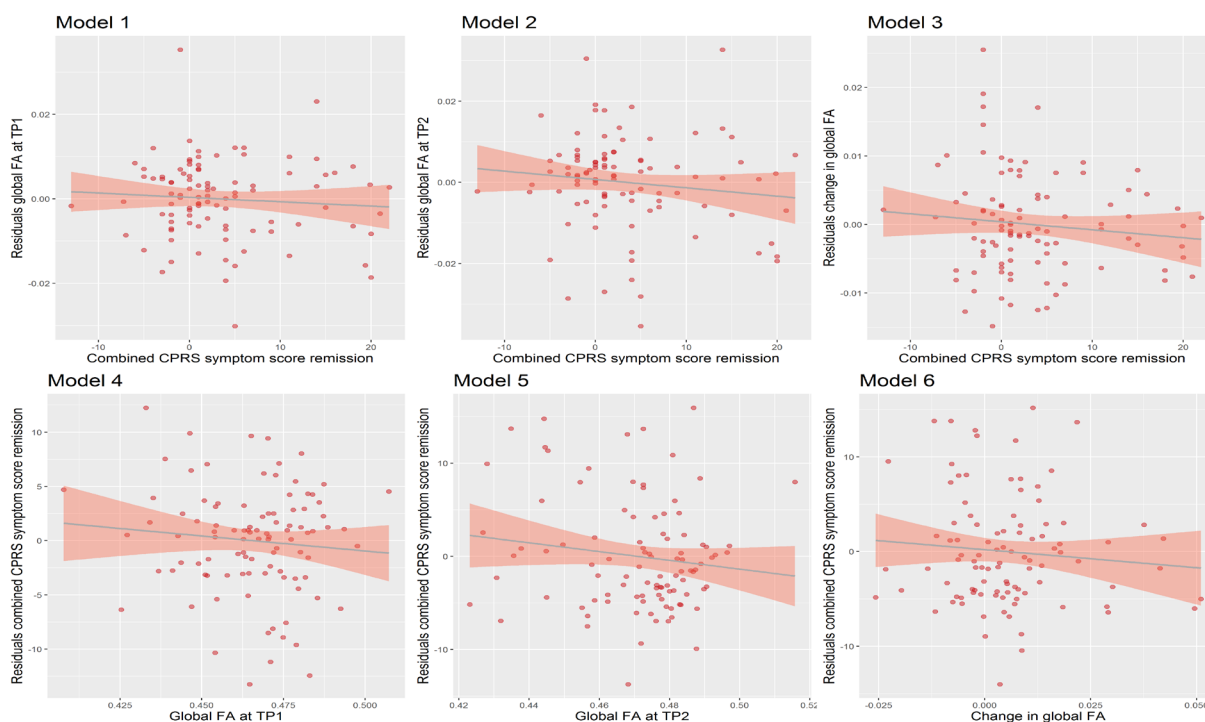 Model 1
Residuals global FA at TP1
0.02
0.00
-0.02
-10
0
10
20
Combined CPRS symptom score remission
Model 2
Residuals global FA at TP2
0.02
0.00
-0.02
-10
0
10
20
Combined CPRS symptom score remission
Model 3
Residuals change in global FA
0.02
0.01
0.00
-0.01
-10
0
10
20
Combined CPRS symptom score remission
Model 4
Residuals combined CPRS symptom score remission
10
5
0
-5
-10
0.425
0.450
0.475
0.500
Global FA at TP1
Model 5
Residuals combined CPRS symptom score remission
10
0
-10
0.42
0.44
0.46
0.48
0.50
0.52
Global FA at TP2
Model 6
Residuals combined CPRS symptom score remission
10
0
-10
-0.025
0.000
0.025
0.050
Change in global FA